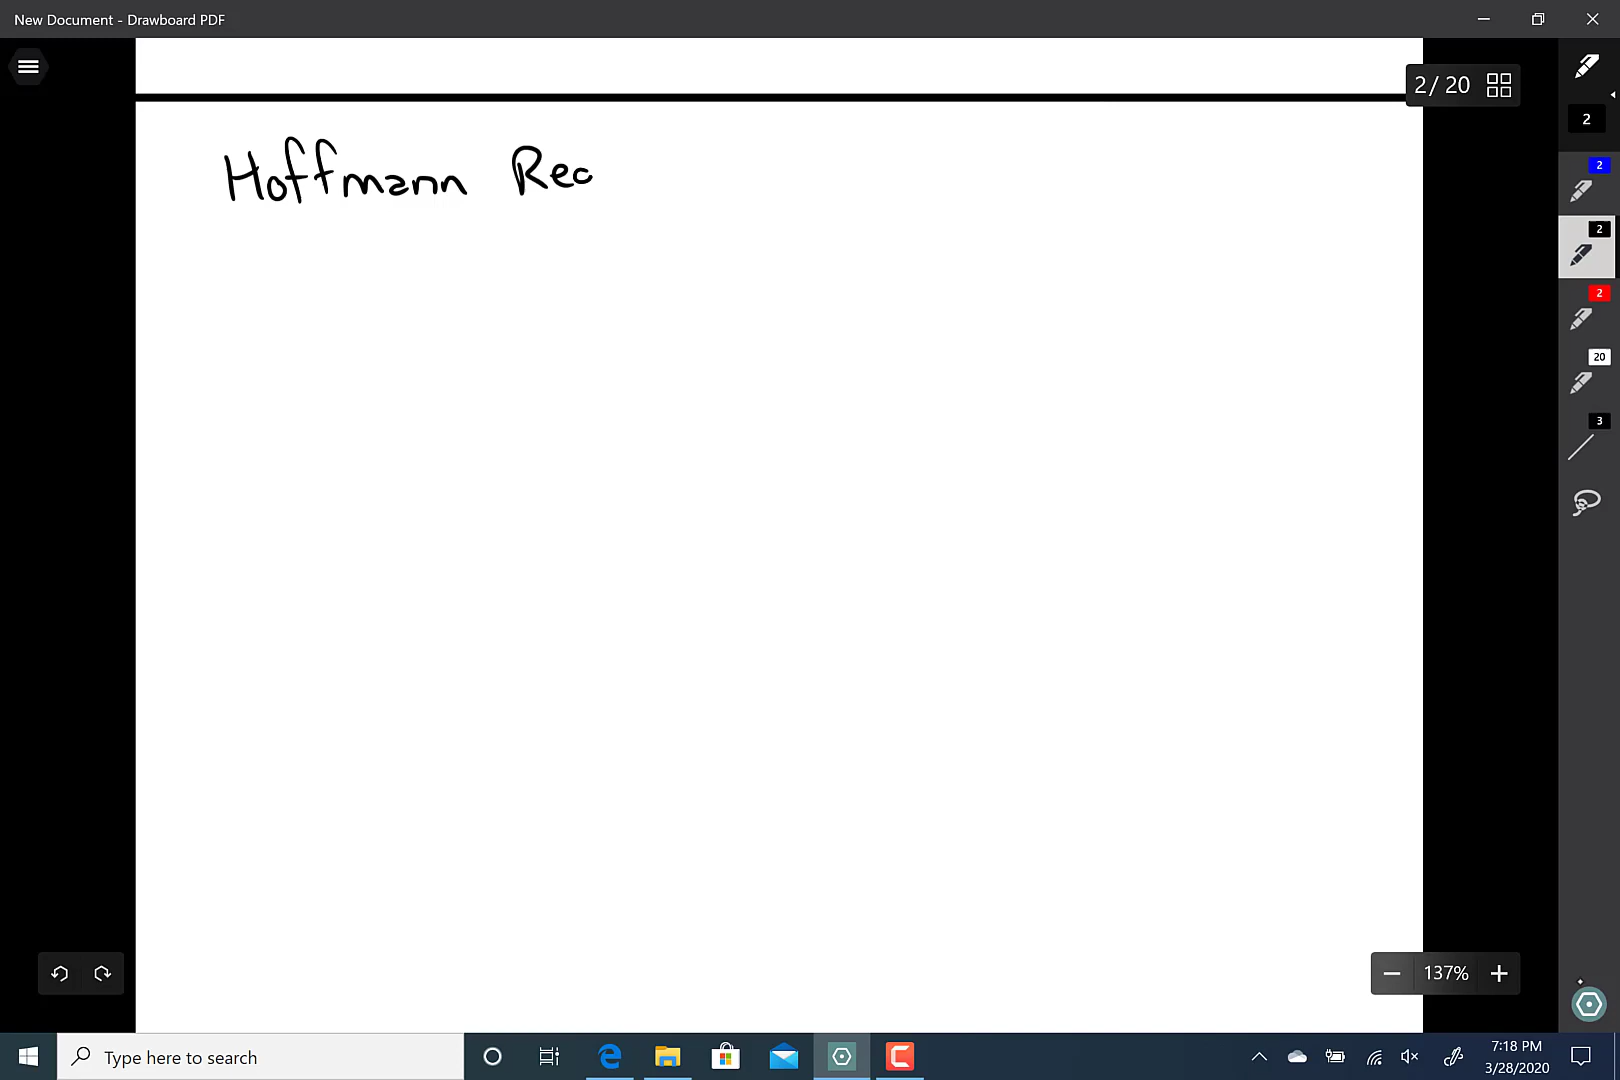 New Document - Drawboard PDF
2 / 20
Hoffmann Rea
2
2
2
2
20
3
137%
Type here to search
7:18 PM
3/28/2020